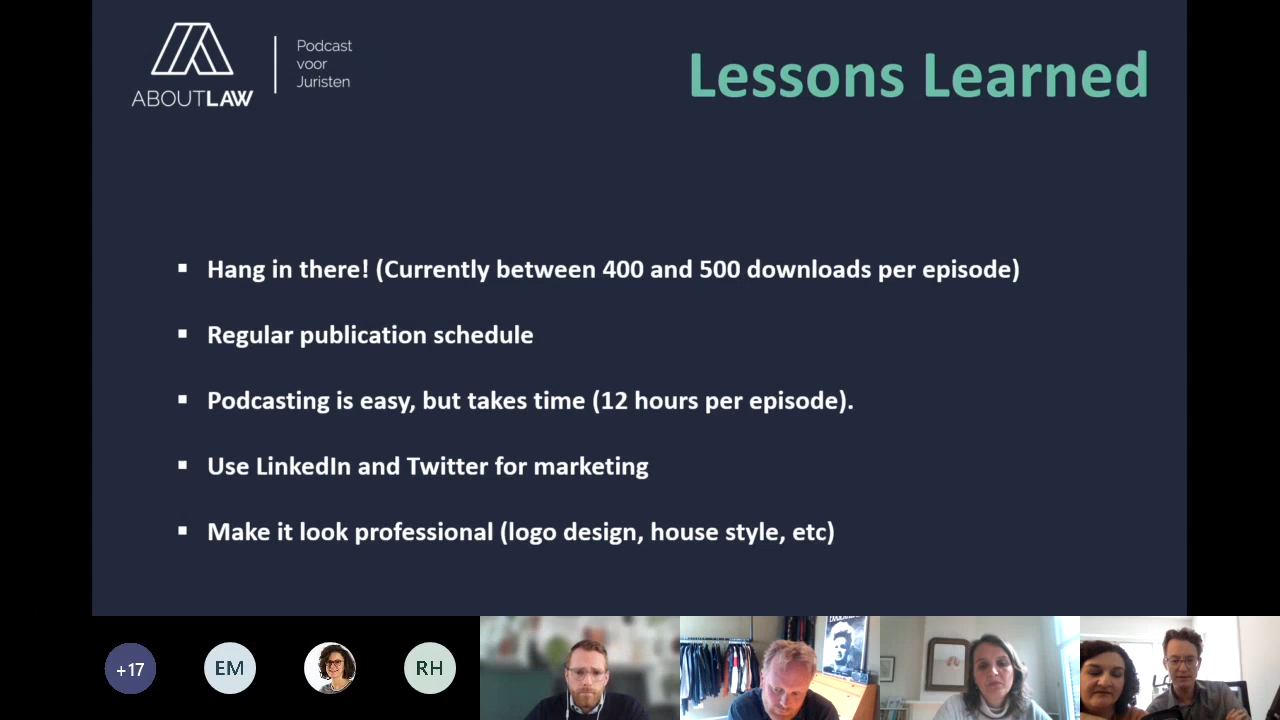 Podcast
voor
Juristen
ABOUTLAW
Lessons Learned
▪ Hang in there! (Currently between 400 and 500 downloads per episode)
▪ Regular publication schedule
▪ Podcasting is easy, but takes time (12 hours per episode).
▪ Use LinkedIn and Twitter for marketing
▪ Make it look professional (logo design, house style, etc)
+17
EM
RH